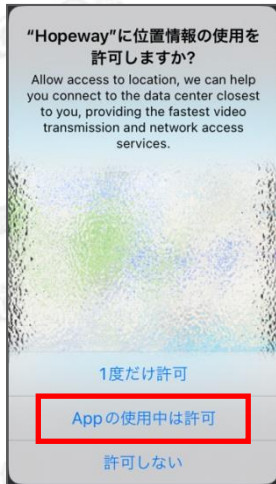 “Hopeway”に位置情報の使用を
許可しますか?
Allow access to location, we can help
you connect to the data center closest
to you, providing the fastest video
transmission and network access
services.
1度だけ許可
Appの使用中は許可
許可しない